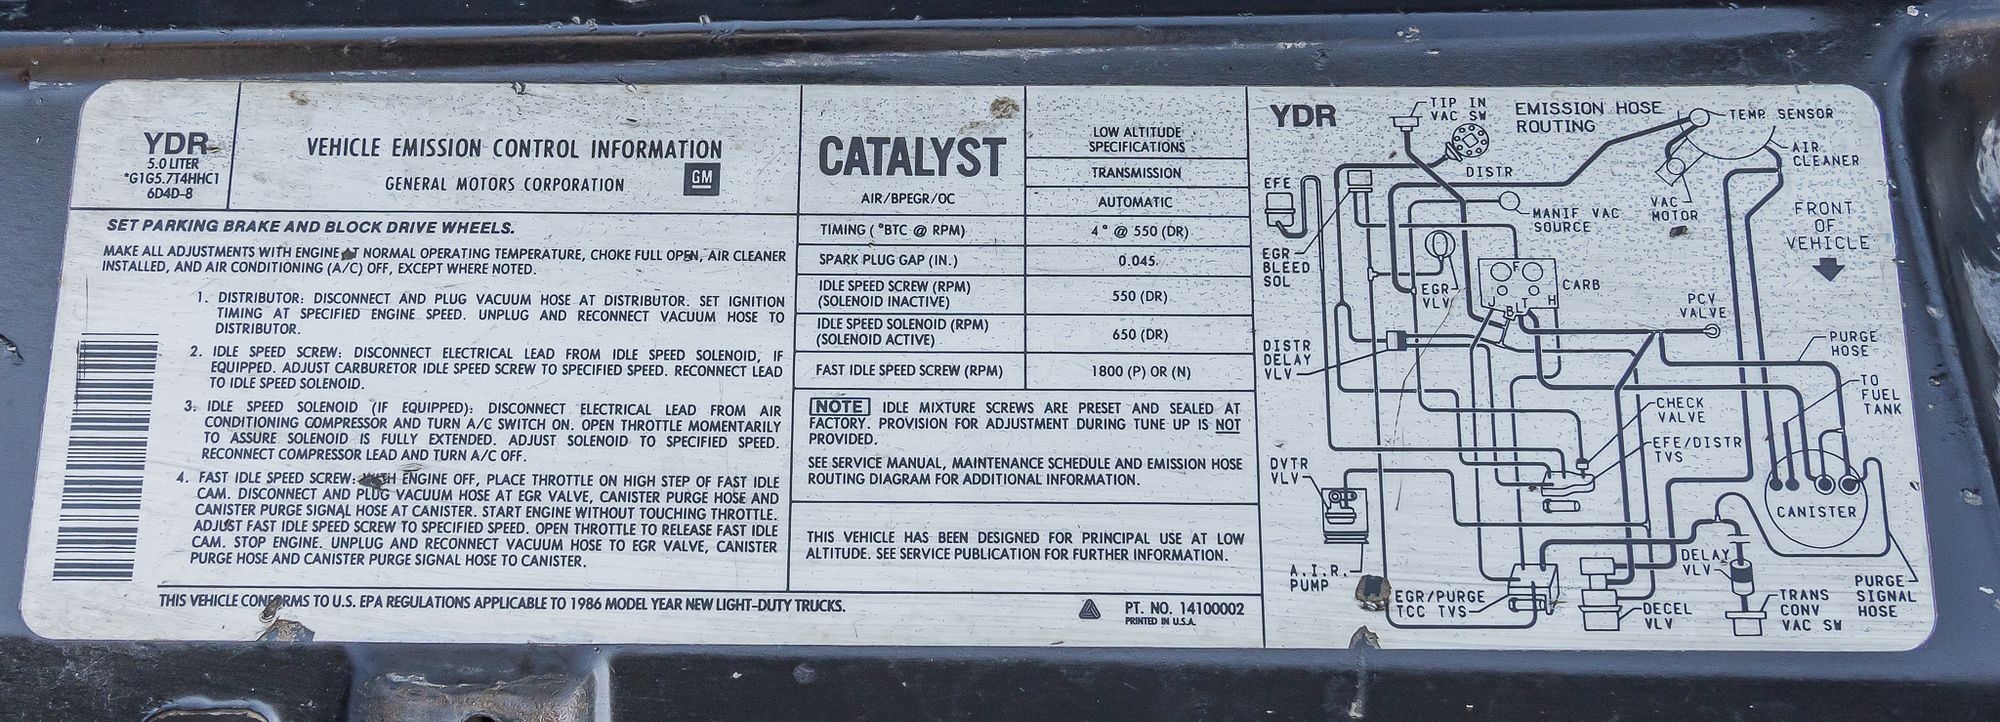 YDR
5.0 LITER
*G1G5.7T4HHC1
6D4D-8
VEHICLE EMISSION CONTROL INFORMATION
GENERAL MOTORS CORPORATION
GM
SET PARKING BRAKE AND BLOCK DRIVE WHEELS.
MAKE ALL ADJUSTMENTS WITH ENGINE AT NORMAL OPERATING TEMPERATURE, CHOKE FULL OPEN, AIR CLEANER
INSTALLED, AND AIR CONDITIONING (A/C) OFF, EXCEPT WHERE NOTED.
1. DISTRIBUTOR: DISCONNECT AND PLUG VACUUM HOSE AT DISTRIBUTOR. SET IGNITION
TIMING AT SPECIFIED ENGINE SPEED. UNPLUG AND RECONNECT VACUUM HOSE TO
DISTRIBUTOR.
2. IDLE SPEED SCREW: DISCONNECT ELECTRICAL LEAD FROM IDLE SPEED SOLENOID, IF
EQUIPPED. ADJUST CARBURETOR IDLE SPEED SCREW TO SPECIFIED SPEED. RECONNECT LEAD
TO IDLE SPEED SOLENOID.
3. IDLE SPEED SOLENOID (IF EQUIPPED): DISCONNECT ELECTRICAL LEAD FROM AIR
CONDITIONING COMPRESSOR AND TURN A/C SWITCH ON. OPEN THROTTLE MOMENTARILY
TO ASSURE SOLENOID IS FULLY EXTENDED. ADJUST SOLENOID TO SPECIFIED SPEED.
RECONNECT COMPRESSOR LEAD AND TURN A/C OFF.
4. FAST IDLE SPEED SCREW: ENGINE OFF, PLACE THROTTLE ON HIGH STEP OF FAST IDLE
CAM. DISCONNECT AND PLUG VACUUM HOSE AT EGR VALVE, CANISTER PURGE HOSE AND
CANISTER PURGE SIGNAL HOSE AT CANISTER. START ENGINE WITHOUT TOUCHING THROTTLE.
ADJUST FAST IDLE SPEED SCREW TO SPECIFIED SPEED. OPEN THROTTLE TO RELEASE FAST IDLE
CAM. STOP ENGINE. UNPLUG AND RECONNECT VACUUM HOSE TO EGR VALVE, CANISTER
PURGE HOSE AND CANISTER PURGE SIGNAL HOSE TO CANISTER.
THIS VEHICLE CONFORMS TO U.S. EPA REGULATIONS APPLICABLE TO 1986 MODEL YEAR NEW LIGHT-DUTY TRUCKS.
CATALYST
AIR/BPEGR/OC
LOW ALTITUDE
SPECIFICATIONS
TRANSMISSION
AUTOMATIC
TIMING (°BTC @ RPM) 4° @ 550 (DR)
SPARK PLUG GAP (IN.) 0.045
IDLE SPEED SCREW (RPM)
(SOLENOID INACTIVE) 550 (DR)
IDLE SPEED SOLENOID (RPM)
(SOLENOID ACTIVE) 650 (DR)
FAST IDLE SPEED SCREW (RPM) 1800 (P) OR (N)
NOTE IDLE MIXTURE SCREWS ARE PRESET AND SEALED AT
FACTORY. PROVISION FOR ADJUSTMENT DURING TUNE UP IS NOT
PROVIDED.
SEE SERVICE MANUAL, MAINTENANCE SCHEDULE AND EMISSION HOSE
ROUTING DIAGRAM FOR ADDITIONAL INFORMATION.
THIS VEHICLE HAS BEEN DESIGNED FOR PRINCIPAL USE AT LOW
ALTITUDE. SEE SERVICE PUBLICATION FOR FURTHER INFORMATION.
PT. NO. 14100002
PRINTED IN U.S.A.
YDR
EMISSION HOSE
ROUTING
TIP IN
VAC SW
DISTR
TEMP SENSOR
AIR
CLEANER
VAC
MOTOR
FRONT
OF
VEHICLE
EFE
EGR
BLEED
SOL
MANIF VAC
SOURCE
EGR
VLV
CARB
F
J
BL
T
H
PCV
VALVE
DISTR
DELAY
VLV
PURGE
HOSE
TO
FUEL
TANK
CHECK
VALVE
EFE/DISTR
TVS
DVTR
VLV
A.I.R.
PUMP
CANISTER
EGR/PURGE
TCC TVS
DECEL
VLV
DELAY
VLV
TRANS
CONV
VAC SW
PURGE
SIGNAL
HOSE